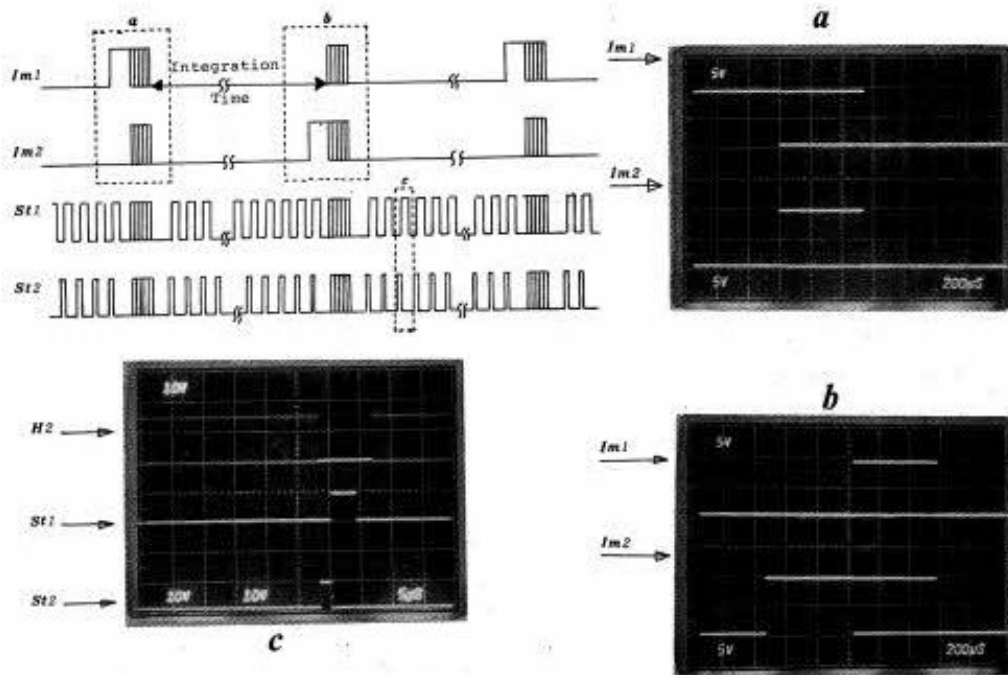 a
b
Im1
Integration
Time
Im2
c
St1
St2
a
Im1
5V
Im2
5V
200µS
10V
H2
St1
St2
10V
10V
5µS
c
b
Im1
5V
Im2
5V
200µS